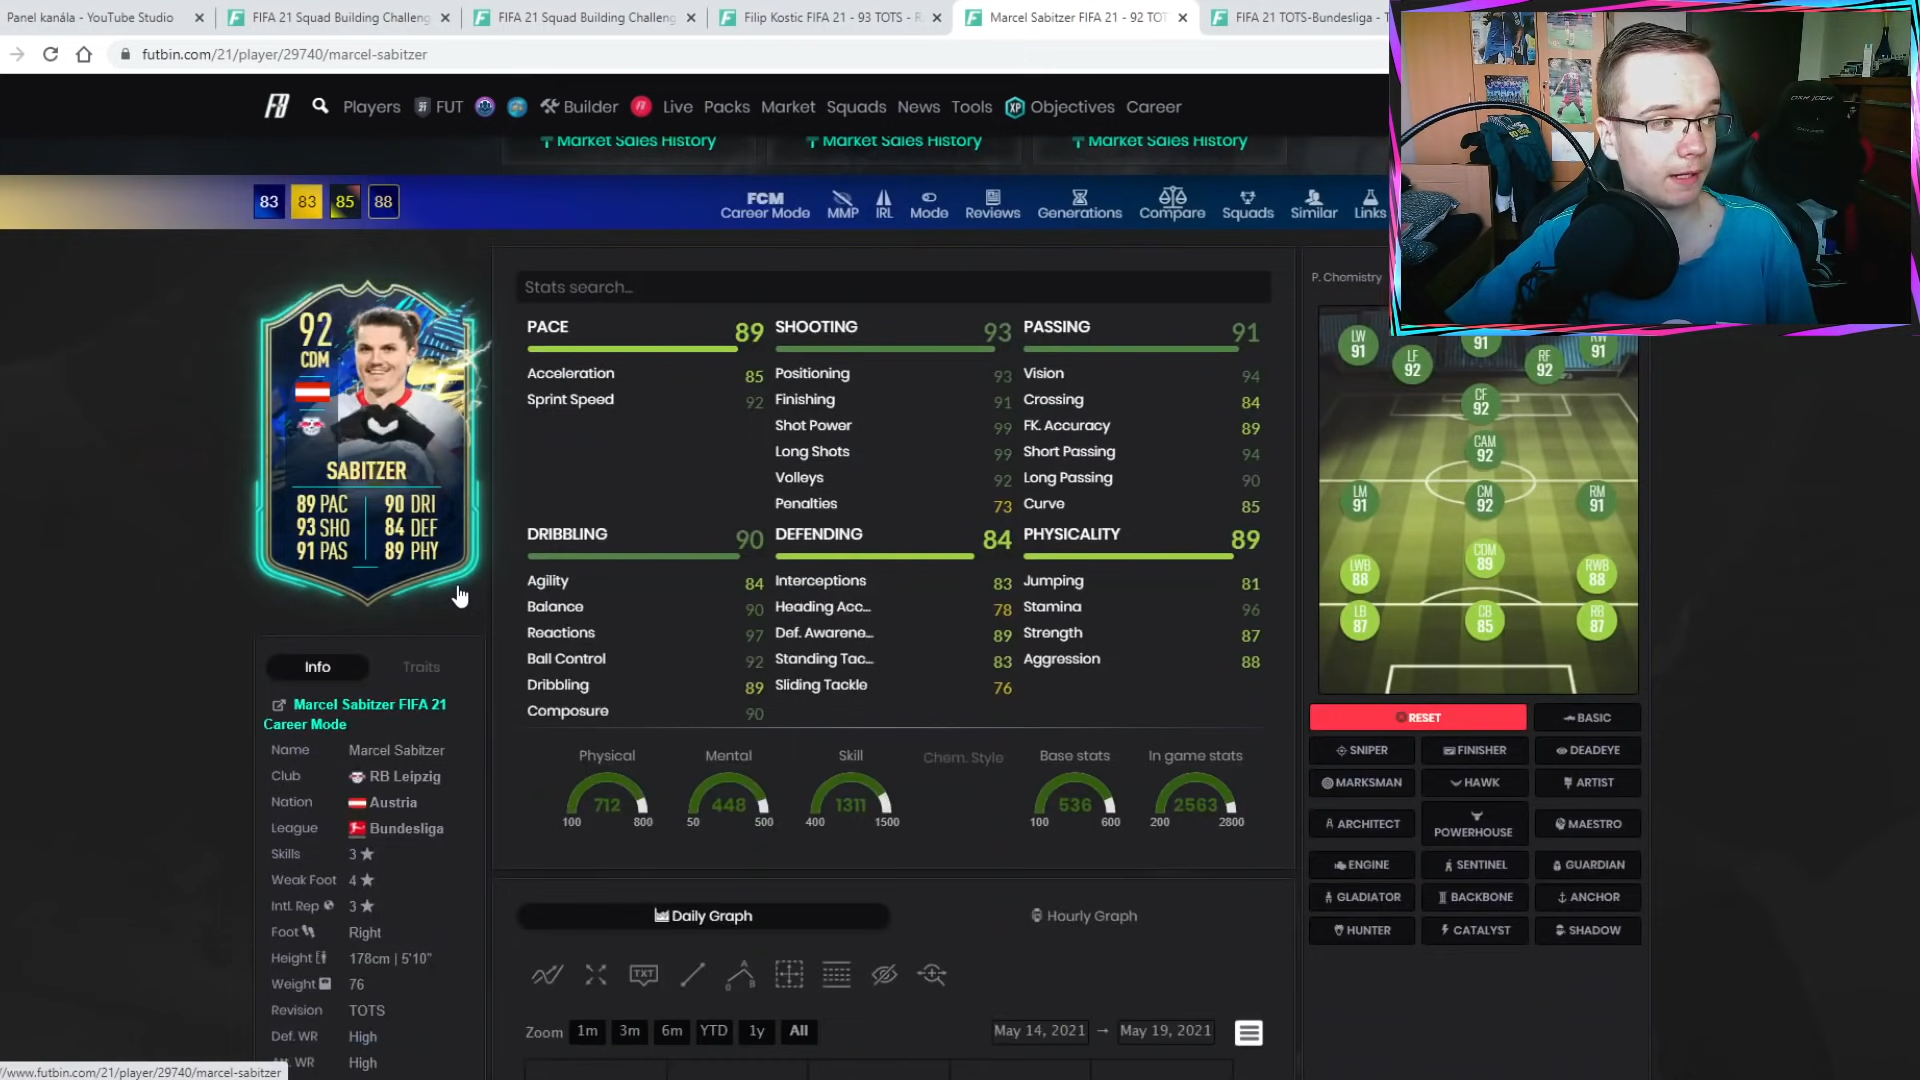 Panel kanála - YouTube Studio
FIFA 21 Squad Building Challeng
FIFA 21 Squad Building Challeng
Filip Kostic FIFA 21 - 93 TOTS - R
Marcel Sabitzer FIFA 21 - 92 TOT
FIFA 21 TOTS-Bundesliga - T
futbin.com/21/player/29740/marcel-sabitzer
Players FUT Builder Live Packs Market Squads News Tools XP Objectives Career
Market Sales History Market Sales History Market Sales History
83 83 85 88
FCM Career Mode MMP IRL Mode Reviews Generations Compare Squads Similar Links
Stats search...
P. Chemistry
92
CDM
SABITZER
89 PAC 90 DRI
93 SHO 84 DEF
91 PAS 89 PHY
PACE 89
Acceleration 85
Sprint Speed 92
SHOOTING 93
Positioning 93
Finishing 91
Shot Power 99
Long Shots 99
Volleys 92
Penalties 73
PASSING 91
Vision 94
Crossing 84
FK. Accuracy 89
Short Passing 94
Long Passing 90
Curve 85
DRIBBLING 90
Agility 84
Balance 90
Reactions 97
Ball Control 92
Dribbling 89
Composure 90
DEFENDING 84
Interceptions 83
Heading Acc... 78
Def. Awarene... 89
Standing Tac... 83
Sliding Tackle 76
PHYSICALITY 89
Jumping 81
Stamina 96
Strength 87
Aggression 88
Physical Mental Skill Chem. Style Base stats In game stats
712 448 1311 536 2563
100 800 50 500 400 1500 100 600 200 2800
LW 91
LF 92
91
RF 92
RW 91
CF 92
CAM 92
LM 91
CM 92
RM 91
LWB 88
CDM 89
RWB 88
LB 87
CB 85
RB 87
RESET BASIC
SNIPER FINISHER DEADEYE
MARKSMAN HAWK ARTIST
ARCHITECT POWERHOUSE MAESTRO
ENGINE SENTINEL GUARDIAN
GLADIATOR BACKBONE ANCHOR
HUNTER CATALYST SHADOW
Info Traits
Marcel Sabitzer FIFA 21
Career Mode
Name Marcel Sabitzer
Club RB Leipzig
Nation Austria
League Bundesliga
Skills 3
Weak Foot 4
Intl. Rep 3
Foot Right
Height 178cm | 5'10"
Weight 76
Revision TOTS
Def. WR High
WR High
Daily Graph Hourly Graph
TXT
Zoom 1m 3m 6m YTD 1y All
May 14, 2021 → May 19, 2021
/www.futbin.com/21/player/29740/marcel-sabitzer